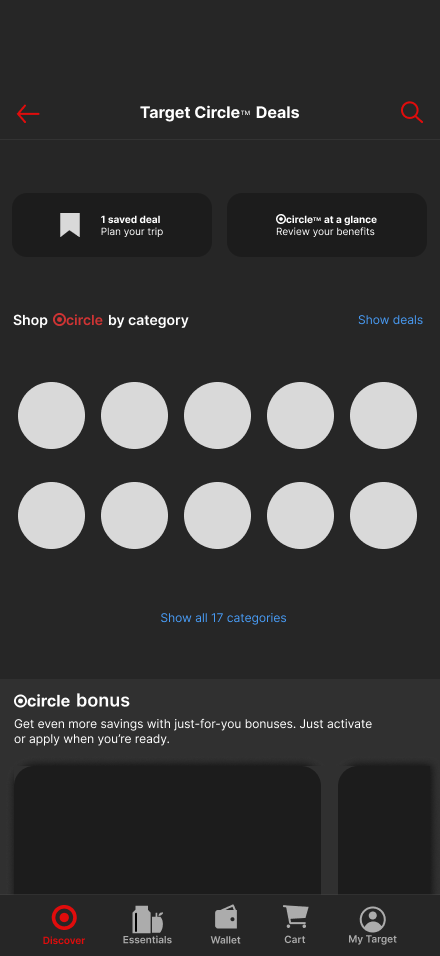 Target Circle™ Deals
1 saved deal
Plan your trip
circle™ at a glance
Review your benefits
Shop circle by category
Show deals
Show all 17 categories
circle bonus
Get even more savings with just-for-you bonuses. Just activate
or apply when you’re ready.
Discover
Essentials
Wallet
Cart
My Target